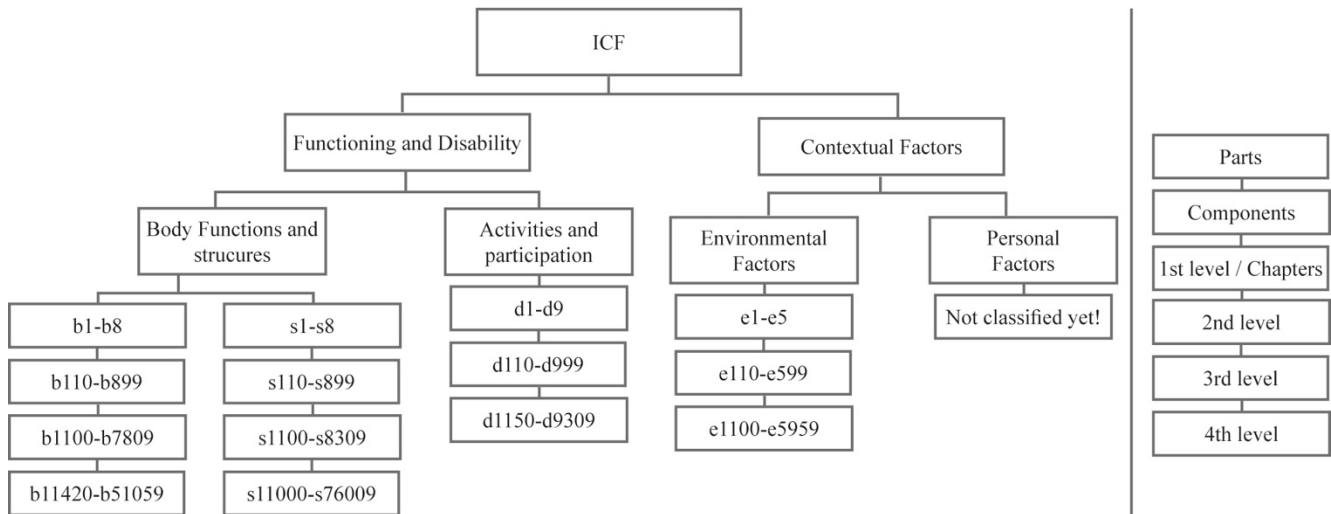 ICF
Functioning and Disability
Contextual Factors
Body Functions and
strucures
Activities and
participation
Environmental
Factors
Personal
Factors
b1-b8
s1-s8
d1-d9
e1-e5
Not classified yet!
b110-b899
s110-s899
d110-d999
e110-e599
b1100-b7809
s1100-s8309
d1150-d9309
e1100-e5959
b11420-b51059
s11000-s76009
Parts
Components
1st level / Chapters
2nd level
3rd level
4th level